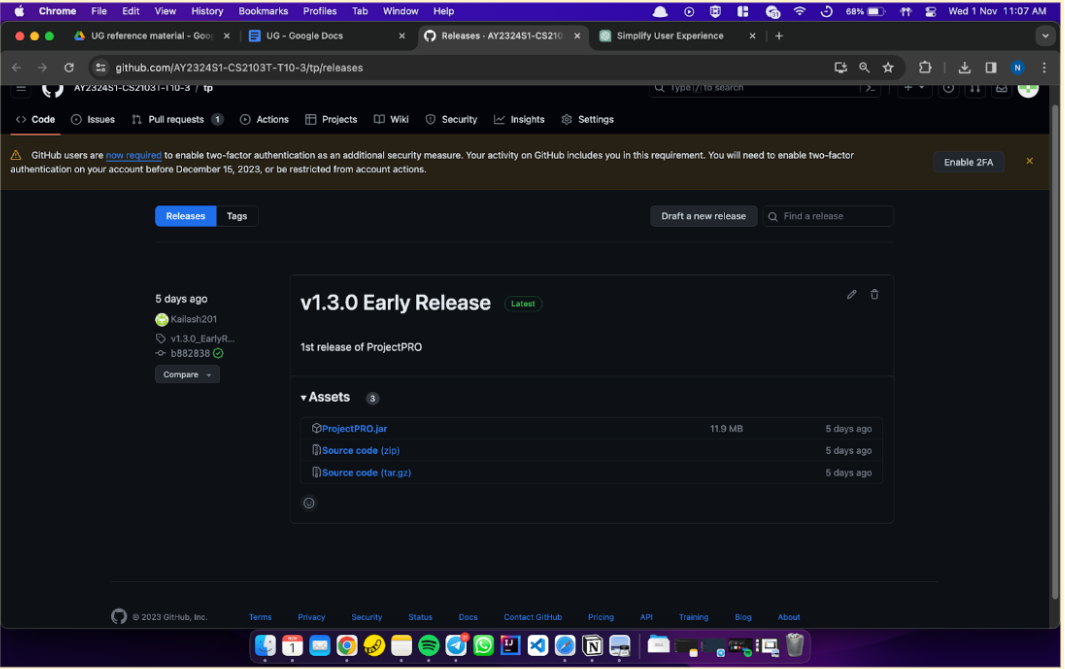 Chrome File Edit View History Bookmarks Profiles Tab Window Help 68% Wed 1 Nov 11:07 AM
UG reference material - Goo UG - Google Docs Releases · AY2324S1-CS210 Simplify User Experience
github.com/AY2324S1-CS2103T-T10-3/tp/releases N
AY2324S1-CS2103T-T10-3 / tp Type / to search
Code Issues Pull requests 1 Actions Projects Wiki Security Insights Settings
GitHub users are now required to enable two-factor authentication as an additional security measure. Your activity on GitHub includes you in this requirement. You will need to enable two-factor
authentication on your account before December 15, 2023, or be restricted from account actions.
Enable 2FA
Releases Tags Draft a new release Find a release
5 days ago
Kailash201
v1.3.0_EarlyR...
b882838
Compare
v1.3.0 Early Release Latest
1st release of ProjectPRO
Assets 3
ProjectPRO.jar 11.9 MB 5 days ago
Source code (zip) 5 days ago
Source code (tar.gz) 5 days ago
© 2023 GitHub, Inc. Terms Privacy Security Status Docs Contact GitHub Pricing API Training Blog About